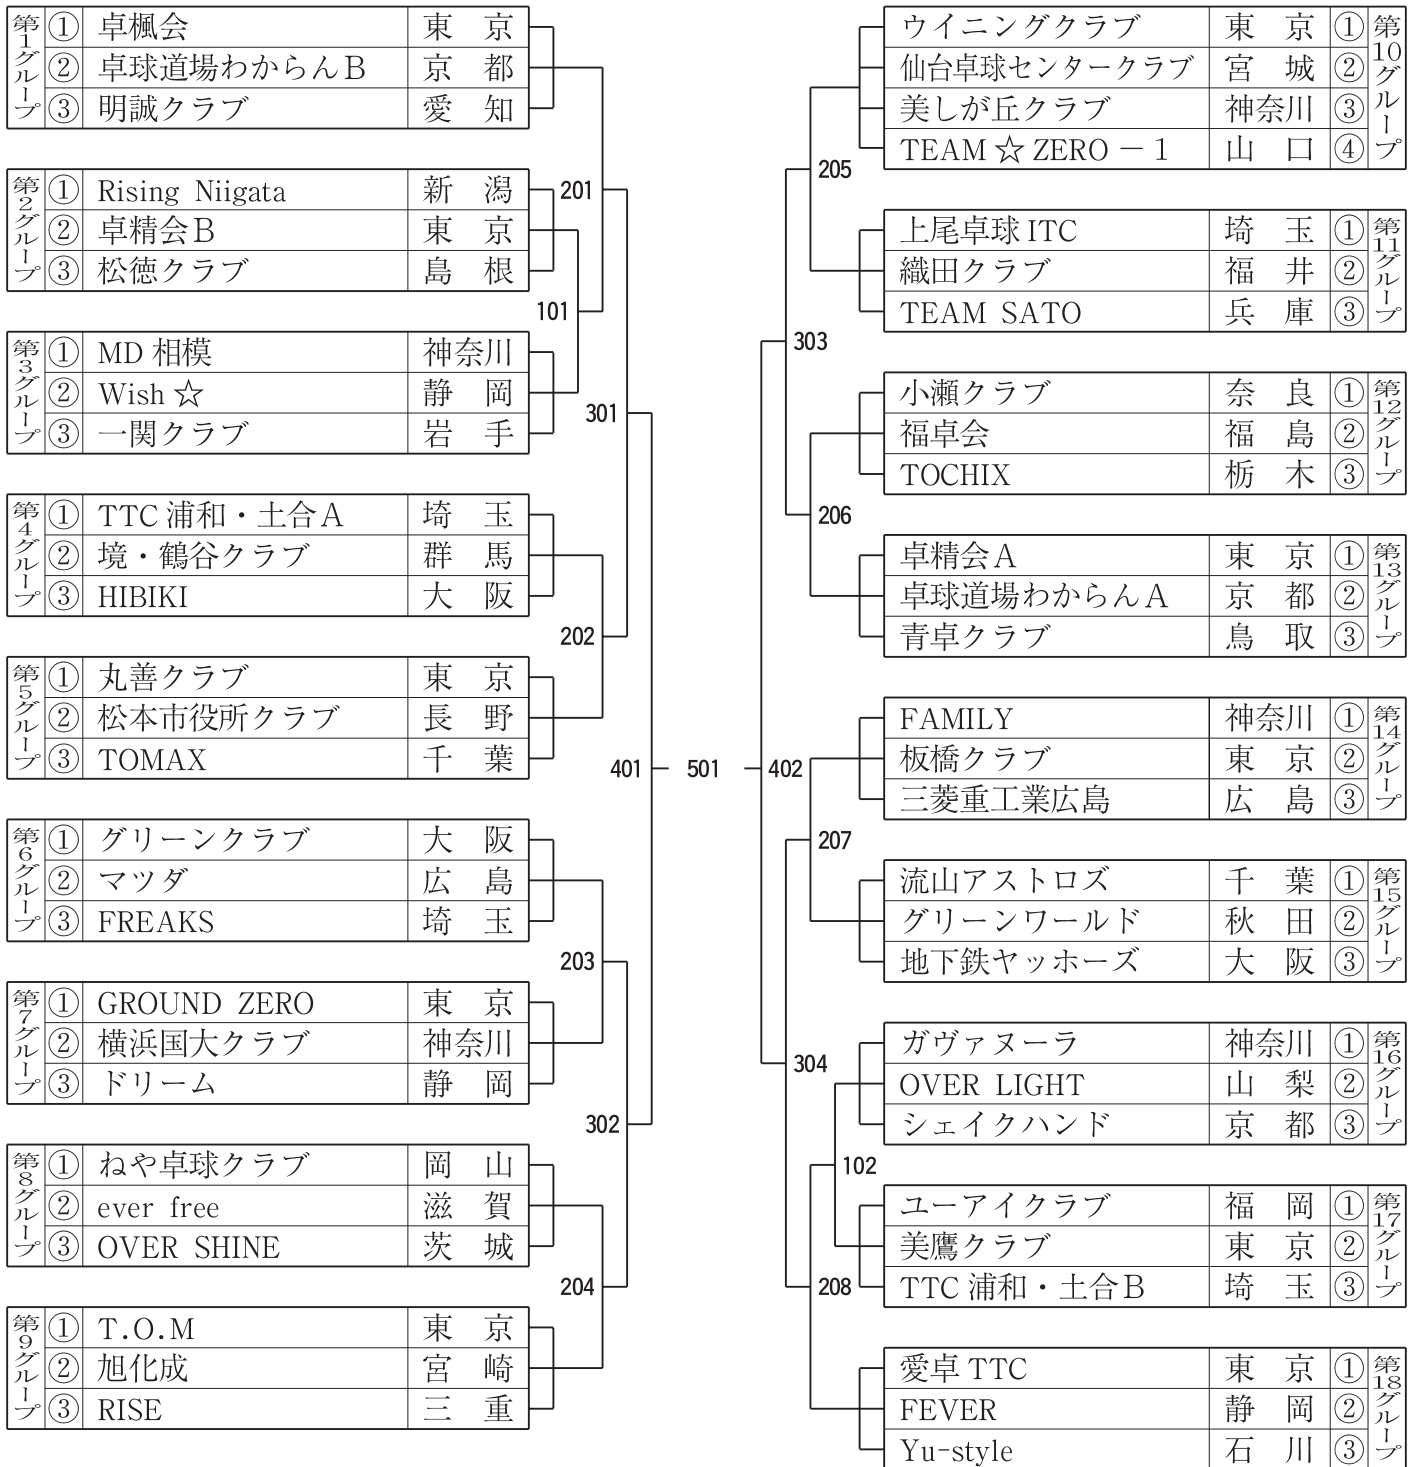 第1グループ
① 卓楓会 東 京
② 卓球道場わからんB 京 都
③ 明誠クラブ 愛 知
第2グループ
① Rising Niigata 新 潟
② 卓精会B 東 京
③ 松徳クラブ 島 根
第3グループ
① MD 相模 神奈川
② Wish ☆ 静 岡
③ 一関クラブ 岩 手
第4グループ
① TTC 浦和・土合A 埼 玉
② 境・鶴谷クラブ 群 馬
③ HIBIKI 大 阪
第5グループ
① 丸善クラブ 東 京
② 松本市役所クラブ 長 野
③ TOMAX 千 葉
第6グループ
① グリーンクラブ 大 阪
② マツダ 広 島
③ FREAKS 埼 玉
第7グループ
① GROUND ZERO 東 京
② 横浜国大クラブ 神奈川
③ ドリーム 静 岡
第8グループ
① ねや卓球クラブ 岡 山
② ever free 滋 賀
③ OVER SHINE 茨 城
第9グループ
① T.O.M 東 京
② 旭化成 宮 崎
③ RISE 三 重
201
101
301
202
401
203
302
204
501
402
205
303
206
207
304
102
208
ウイニングクラブ 東 京 ①
仙台卓球センタークラブ 宮 城 ②
美しが丘クラブ 神奈川 ③
TEAM ☆ ZERO − 1 山 口 ④
第10グループ
上尾卓球 ITC 埼 玉 ①
織田クラブ 福 井 ②
TEAM SATO 兵 庫 ③
第11グループ
小瀬クラブ 奈 良 ①
福卓会 福 島 ②
TOCHIX 栃 木 ③
第12グループ
卓精会A 東 京 ①
卓球道場わからんA 京 都 ②
青卓クラブ 鳥 取 ③
第13グループ
FAMILY 神奈川 ①
板橋クラブ 東 京 ②
三菱重工業広島 広 島 ③
第14グループ
流山アストロズ 千 葉 ①
グリーンワールド 秋 田 ②
地下鉄ヤッホーズ 大 阪 ③
第15グループ
ガヴァヌーラ 神奈川 ①
OVER LIGHT 山 梨 ②
シェイクハンド 京 都 ③
第16グループ
ユーアイクラブ 福 岡 ①
美鷹クラブ 東 京 ②
TTC 浦和・土合B 埼 玉 ③
第17グループ
愛卓 TTC 東 京 ①
FEVER 静 岡 ②
Yu-style 石 川 ③
第18グループ